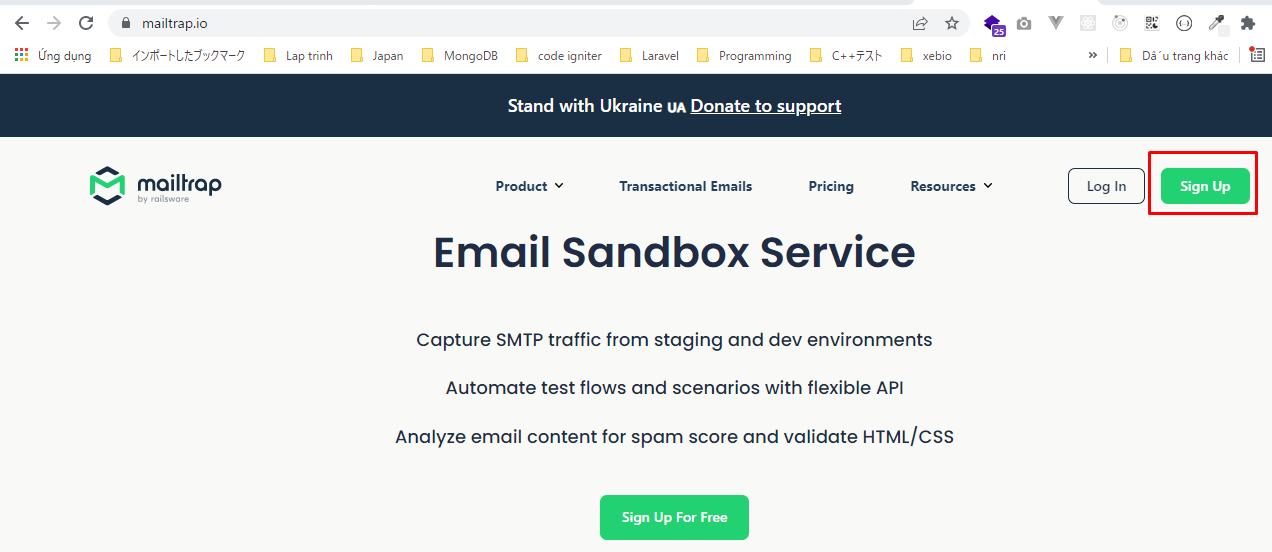 mailtrap.io
25
Ứng dụng インポートしたブックマーク Lap trinh Japan MongoDB code igniter Laravel Programming C++テスト xebio nri » Dấu trang khác
Stand with Ukraine UA Donate to support
mailtrap
by railsware
Product Transactional Emails Pricing Resources Log In Sign Up
Email Sandbox Service
Capture SMTP traffic from staging and dev environments
Automate test flows and scenarios with flexible API
Analyze email content for spam score and validate HTML/CSS
Sign Up For Free